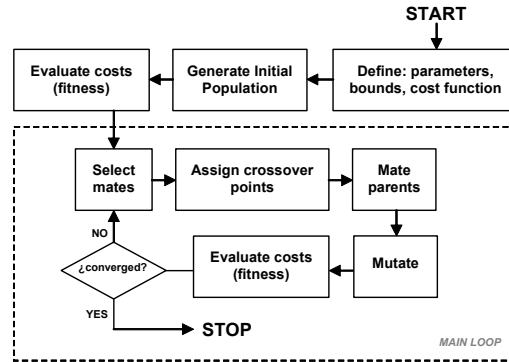 START
Define: parameters,
bounds, cost function
Generate Initial
Population
Evaluate costs
(fitness)
Select
mates
Assign crossover
points
Mate
parents
Mutate
Evaluate costs
(fitness)
¿converged?
NO
YES
STOP
MAIN LOOP